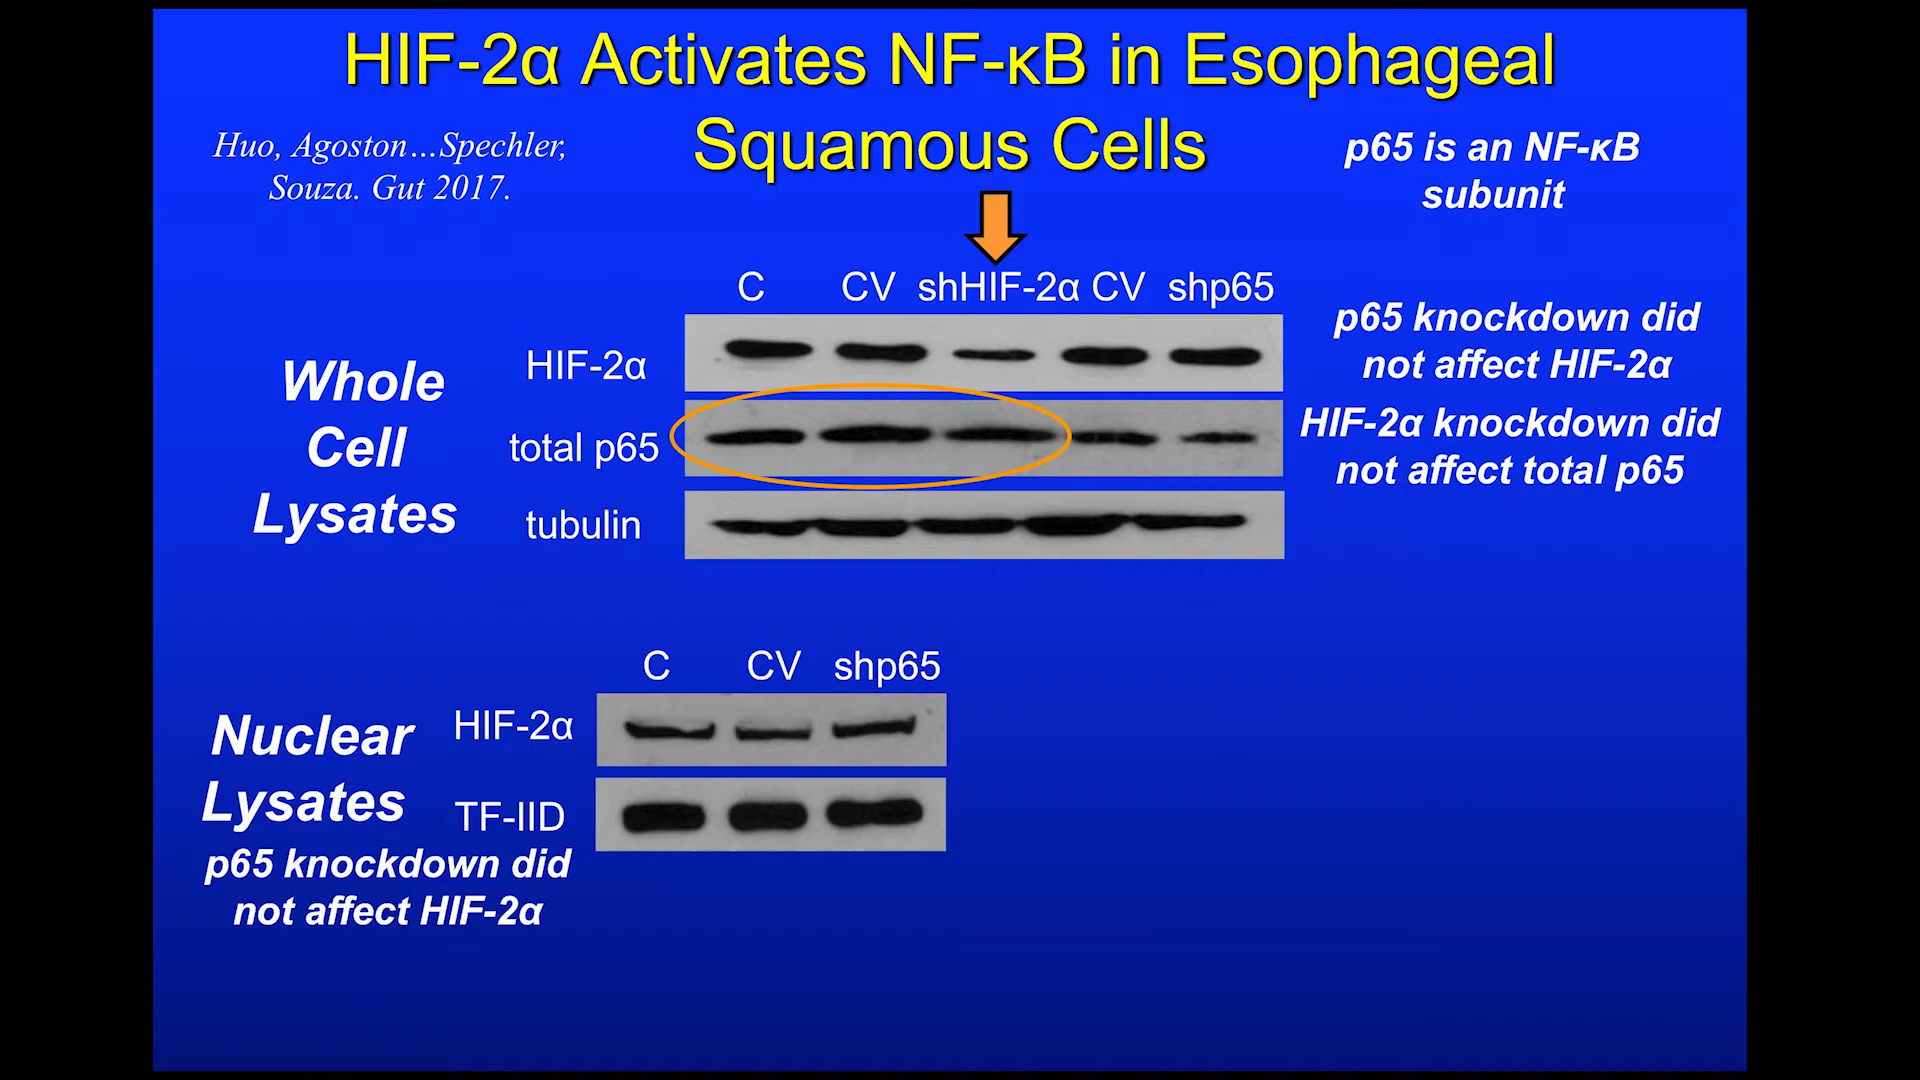 HIF-2α Activates NF-κB in Esophageal
Squamous Cells
Huo, Agoston…Spechler,
Souza. Gut 2017.
p65 is an NF-κB
subunit
C CV shHIF-2α CV shp65
Whole
Cell
Lysates
HIF-2α
total p65
tubulin
p65 knockdown did
not affect HIF-2α
HIF-2α knockdown did
not affect total p65
C CV shp65
Nuclear
Lysates
HIF-2α
TF-IID
p65 knockdown did
not affect HIF-2α